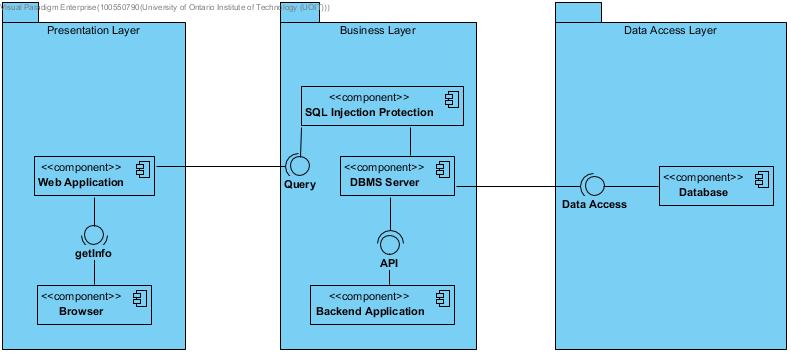 Visual Paradigm Enterprise(100550790(University of Ontario Institute of Technology (UOIT)))
Presentation Layer
Business Layer
Data Access Layer
<<component>>
SQL Injection Protection
<<component>>
Web Application
Query
<<component>>
DBMS Server
Data Access
<<component>>
Database
getInfo
API
<<component>>
Browser
<<component>>
Backend Application